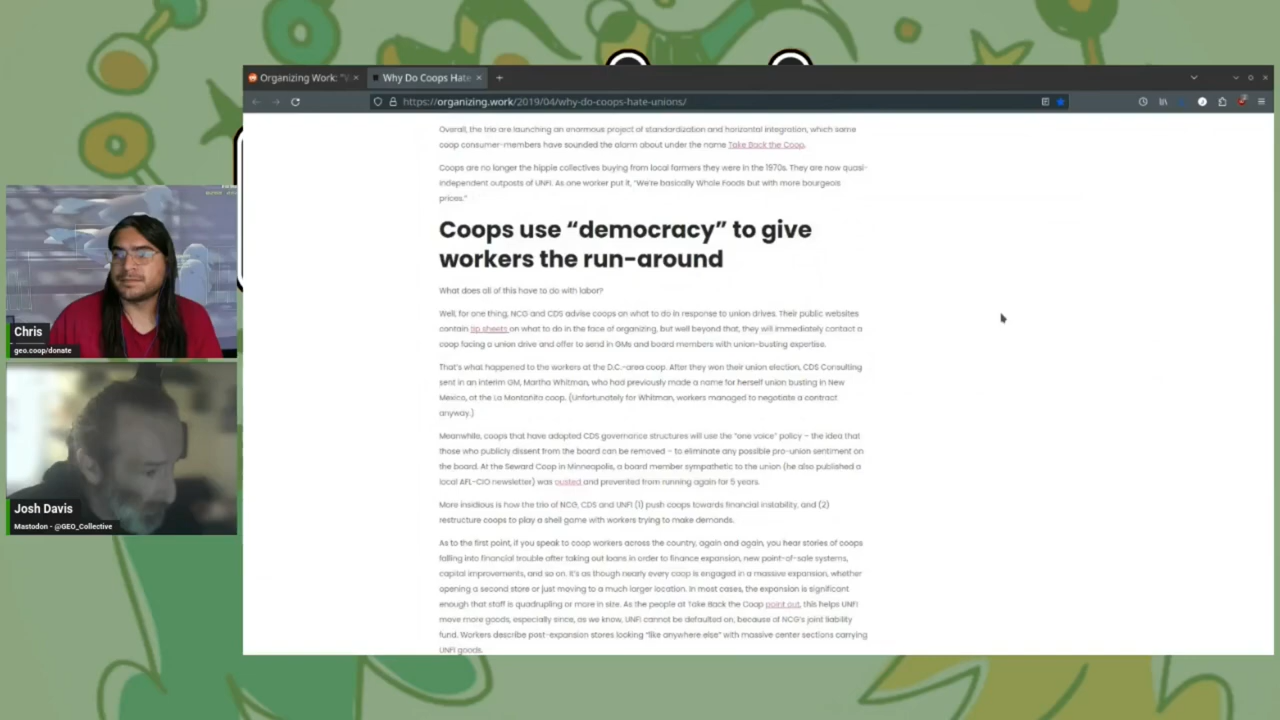 Organizing Work: "W
Why Do Coops Hate
https://organizing.work/2019/04/why-do-coops-hate-unions/
Overall, the trio are launching an enormous project of standardization and horizontal integration, which some
coop consumer-members have sounded the alarm about under the name Take Back the Coop.
Coops are no longer the hippie collectives buying from local farmers they were in the 1970s. They are now quasi-
independent outposts of UNFI. As one worker put it, "We're basically Whole Foods but with more bourgeois
prices."
Coops use “democracy” to give
workers the run-around
What does all of this have to do with labor?
Well, for one thing, NCG and CDS advise coops on what to do in response to union drives. Their public websites
contain tip sheets on what to do in the face of organizing, but well beyond that, they will immediately contact a
coop facing a union drive and offer to send in GMs and board members with union-busting expertise.
That's what happened to the workers at the D.C.-area coop. After they won their union election, CDS Consulting
sent in an interim GM, Martha Whitman, who had previously made a name for herself union busting in New
Mexico, at the La Montañita coop. (Unfortunately for Whitman, workers managed to negotiate a contract
anyway.)
Meanwhile, coops that have adopted CDS governance structures will use the "one voice" policy – the idea that
those who publicly dissent from the board can be removed – to eliminate any possible pro-union sentiment on
the board. At the Seward Coop in Minneapolis, a board member sympathetic to the union (he also published a
local AFL-CIO newsletter) was ousted and prevented from running again for 5 years.
More insidious is how the trio of NCG, CDS and UNFI (1) push coops towards financial instability, and (2)
restructure coops to play a shell game with workers trying to make demands.
As to the first point, if you speak to coop workers across the country, again and again, you hear stories of coops
falling into financial trouble after taking out loans in order to finance expansion, new point-of-sale systems,
capital improvements, and so on. It's as though nearly every coop is engaged in a massive expansion, whether
opening a second store or just moving to a much larger location. In most cases, the expansion is significant
enough that staff is quadrupling or more in size. As the people at Take Back the Coop point out, this helps UNFI
move more goods, especially since, as we know, UNFI cannot be defaulted on, because of NCG's joint liability
fund. Workers describe post-expansion stores looking "like anywhere else" with massive center sections carrying
UNFI goods.
Chris
geo.coop/donate
Josh Davis
Mastodon - @GEO_Collective